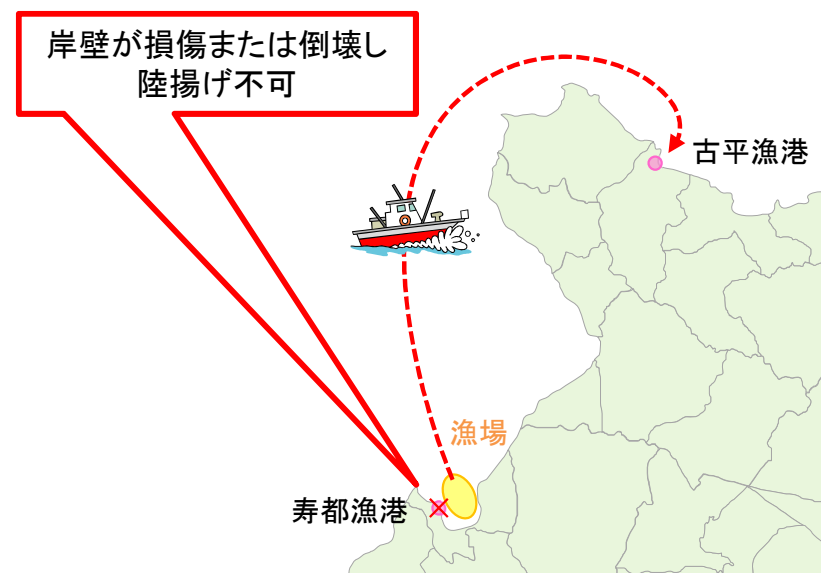 岸壁が損傷または倒壊し
陸揚げ不可
古平漁港
漁場
寿都漁港